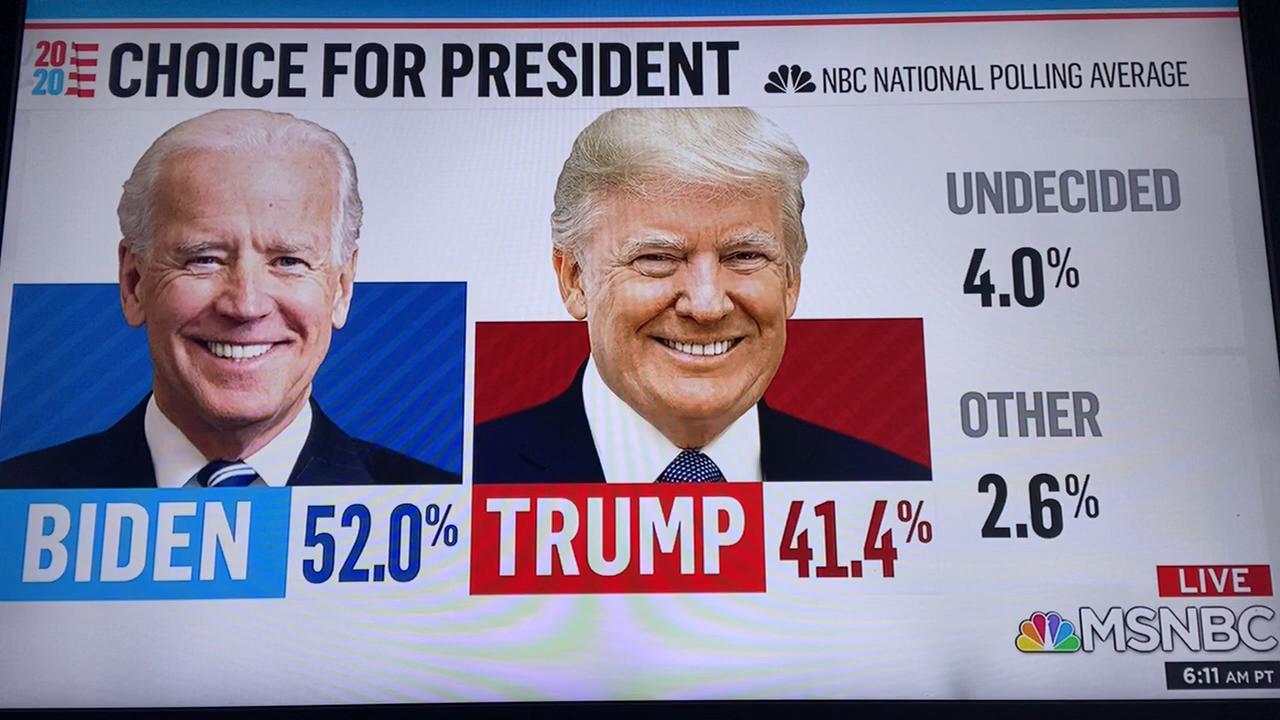 2020 CHOICE FOR PRESIDENT NBC NATIONAL POLLING AVERAGE
UNDECIDED
4.0%
OTHER
2.6%
BIDEN 52.0% TRUMP 41.4%
LIVE
MSNBC
6:11 AM PT